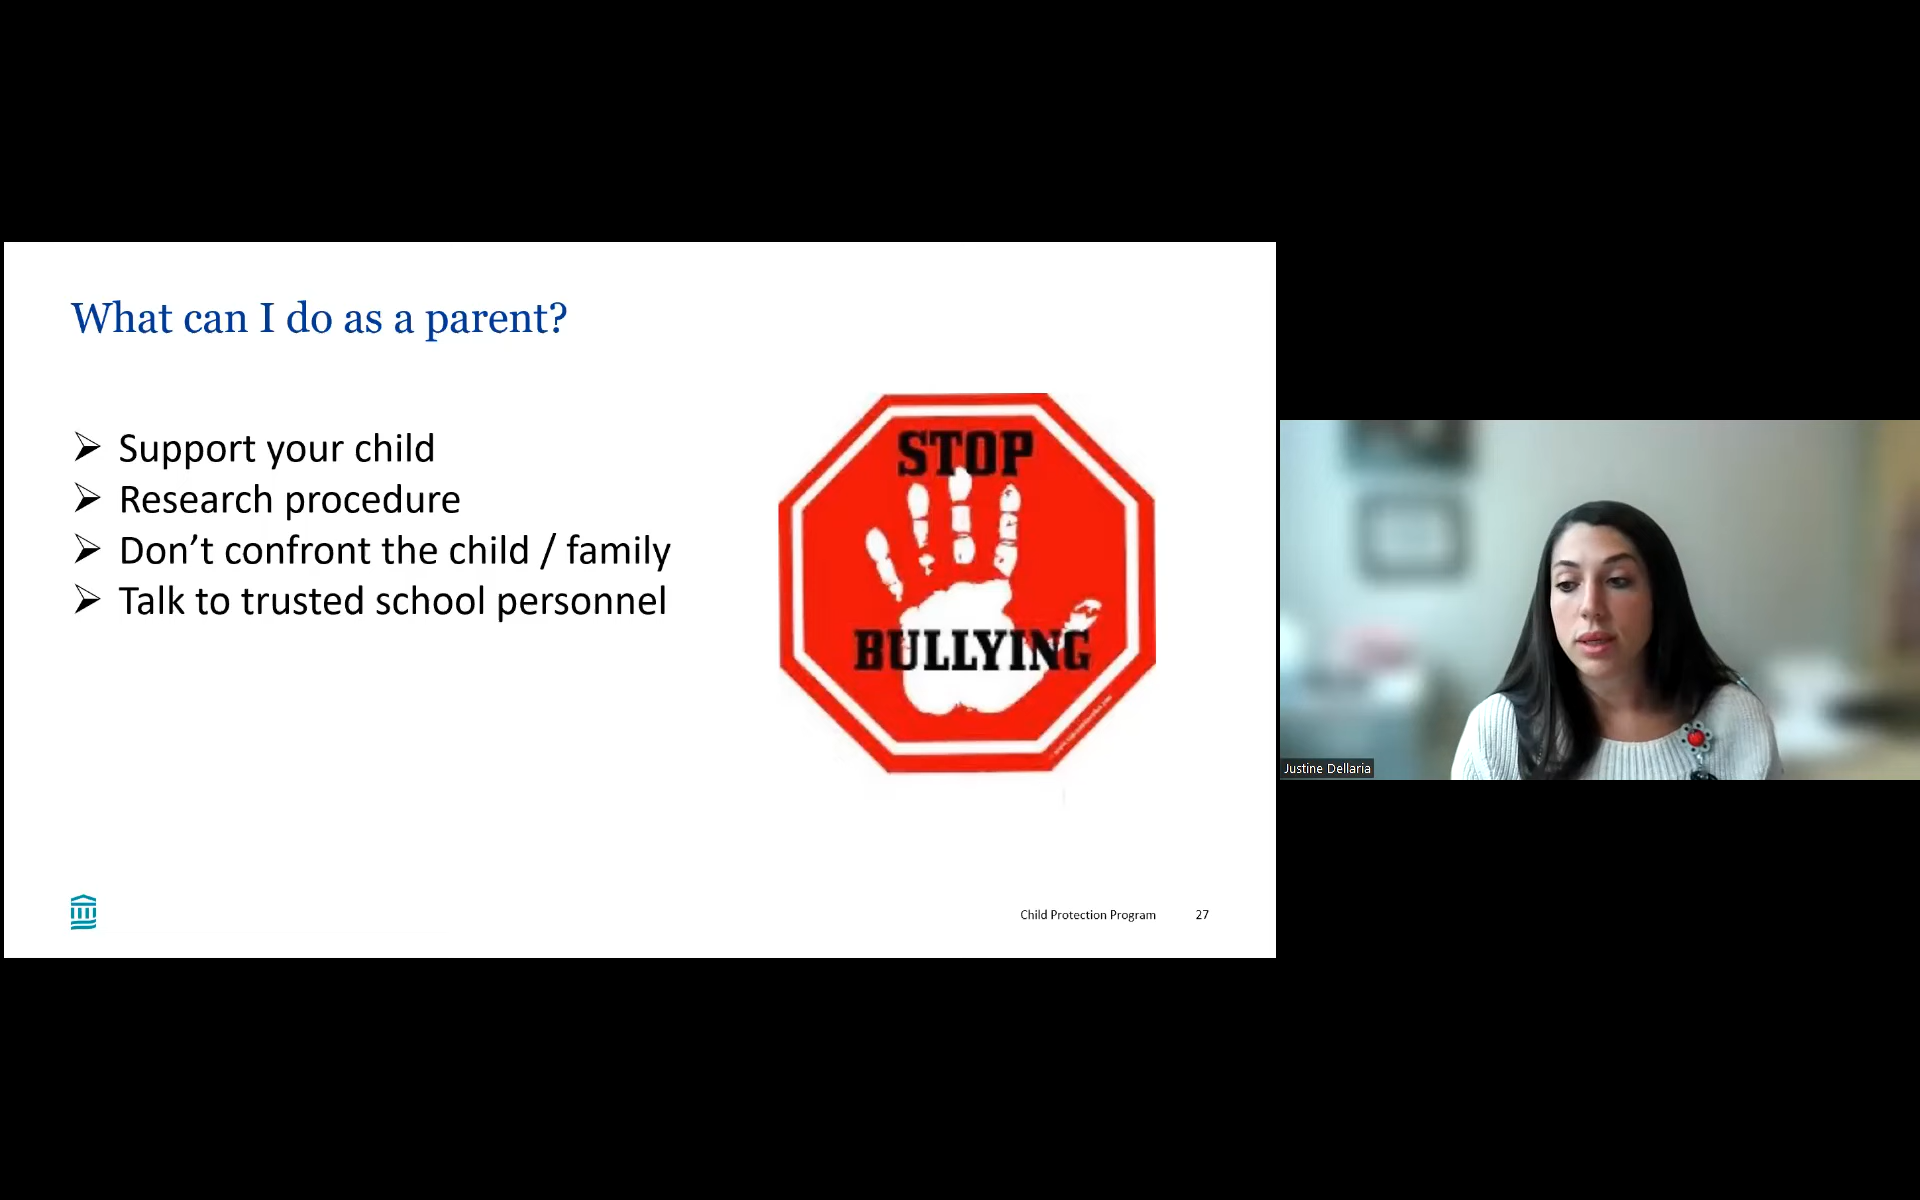 What can I do as a parent?
➢ Support your child
➢ Research procedure
➢ Don’t confront the child / family
➢ Talk to trusted school personnel
STOP
BULLYING
Justine Dellaria
Child Protection Program 27